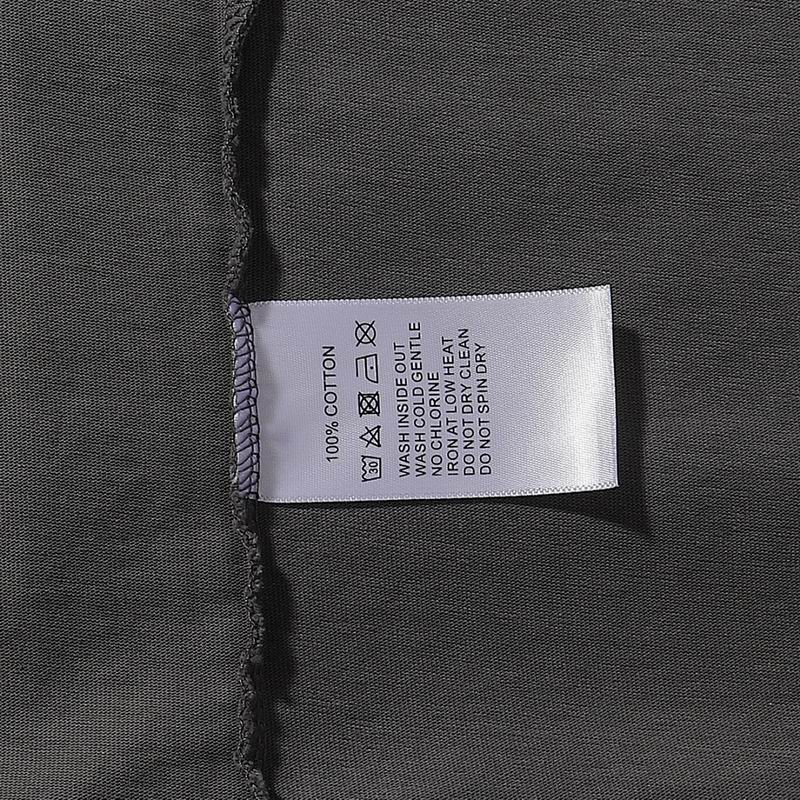 100% COTTON
30
WASH INSIDE OUT
WASH COLD GENTLE
NO CHLORINE
IRON AT LOW HEAT
DO NOT DRY CLEAN
DO NOT SPIN DRY